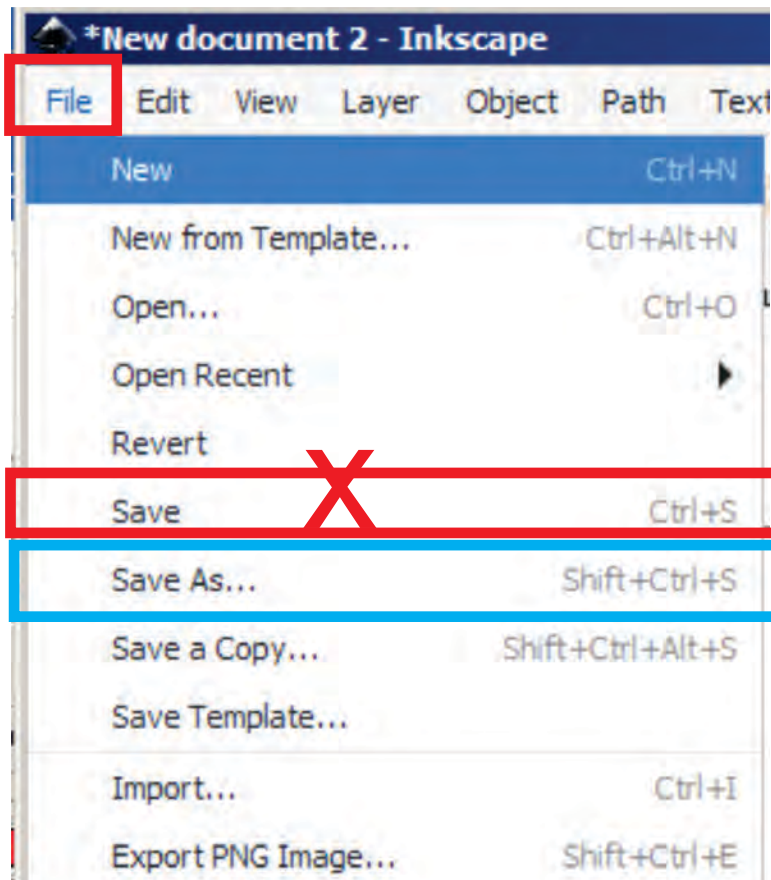 *New document 2 - Inkscape
File Edit View Layer Object Path Text
New Ctrl+N
New from Template... Ctrl+Alt+N
Open... Ctrl+O
Open Recent
Revert
X
Save Ctrl+S
Save As... Shift+Ctrl+S
Save a Copy... Shift+Ctrl+Alt+S
Save Template...
Import... Ctrl+I
Export PNG Image... Shift+Ctrl+E